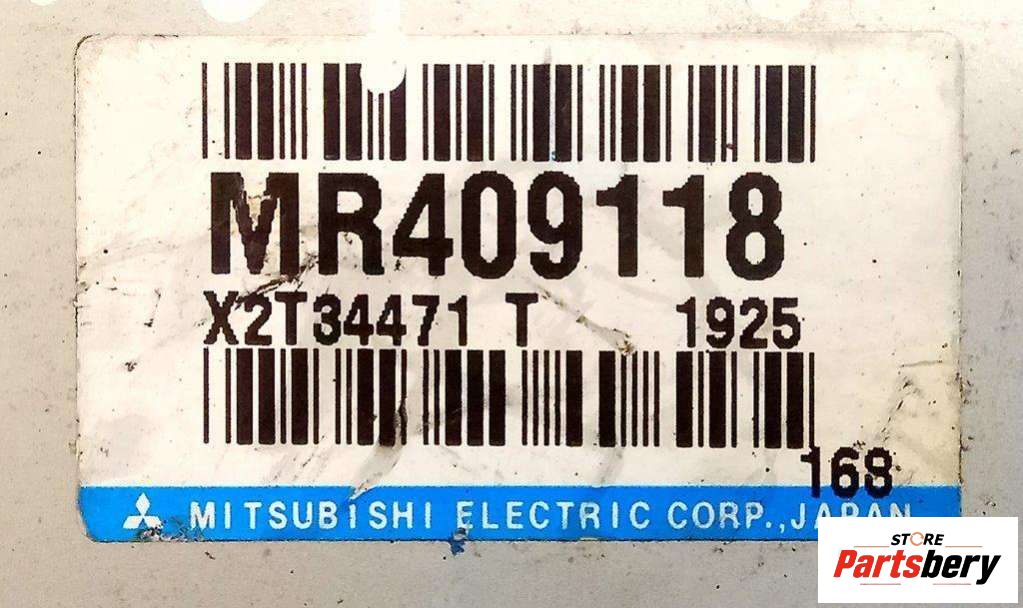 MR409118
X2T34471 T 1925
168
MITSUBISHI ELECTRIC CORP., JAPAN
STORE
Partsbery